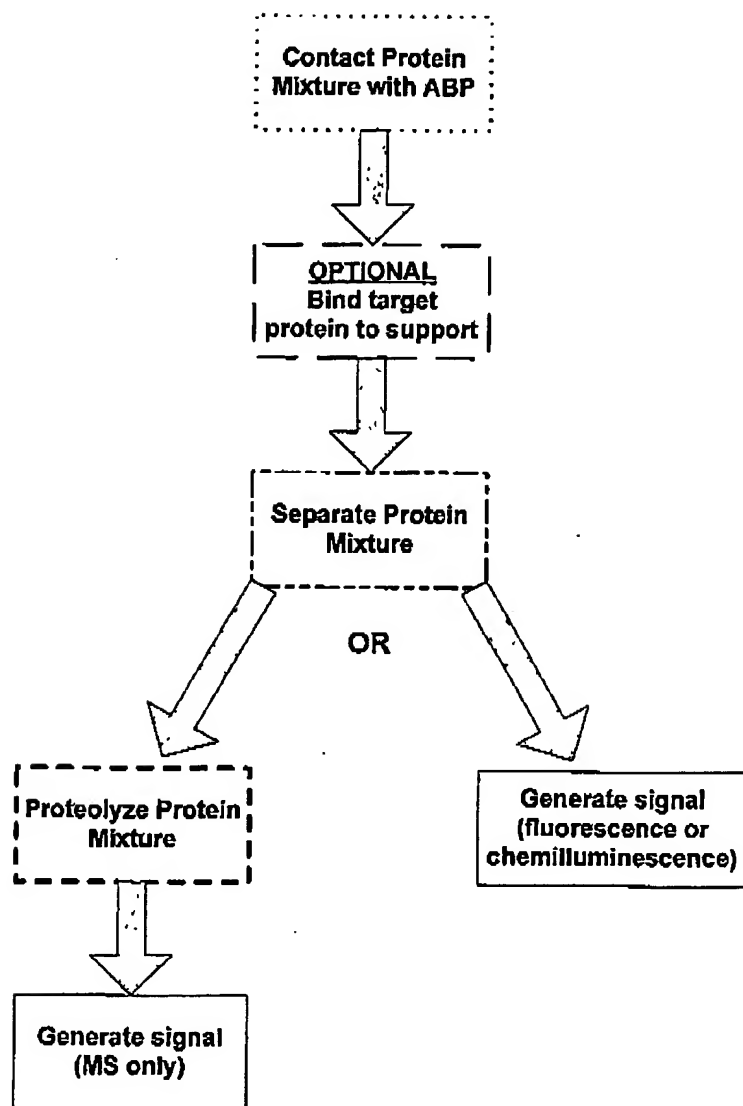 Contact Protein
Mixture with ABP
OPTIONAL
Bind target
protein to support
Separate Protein
Mixture
OR
Proteolyze Protein
Mixture
Generate signal
(fluorescence or
chemilluminescence)
Generate signal
(MS only)